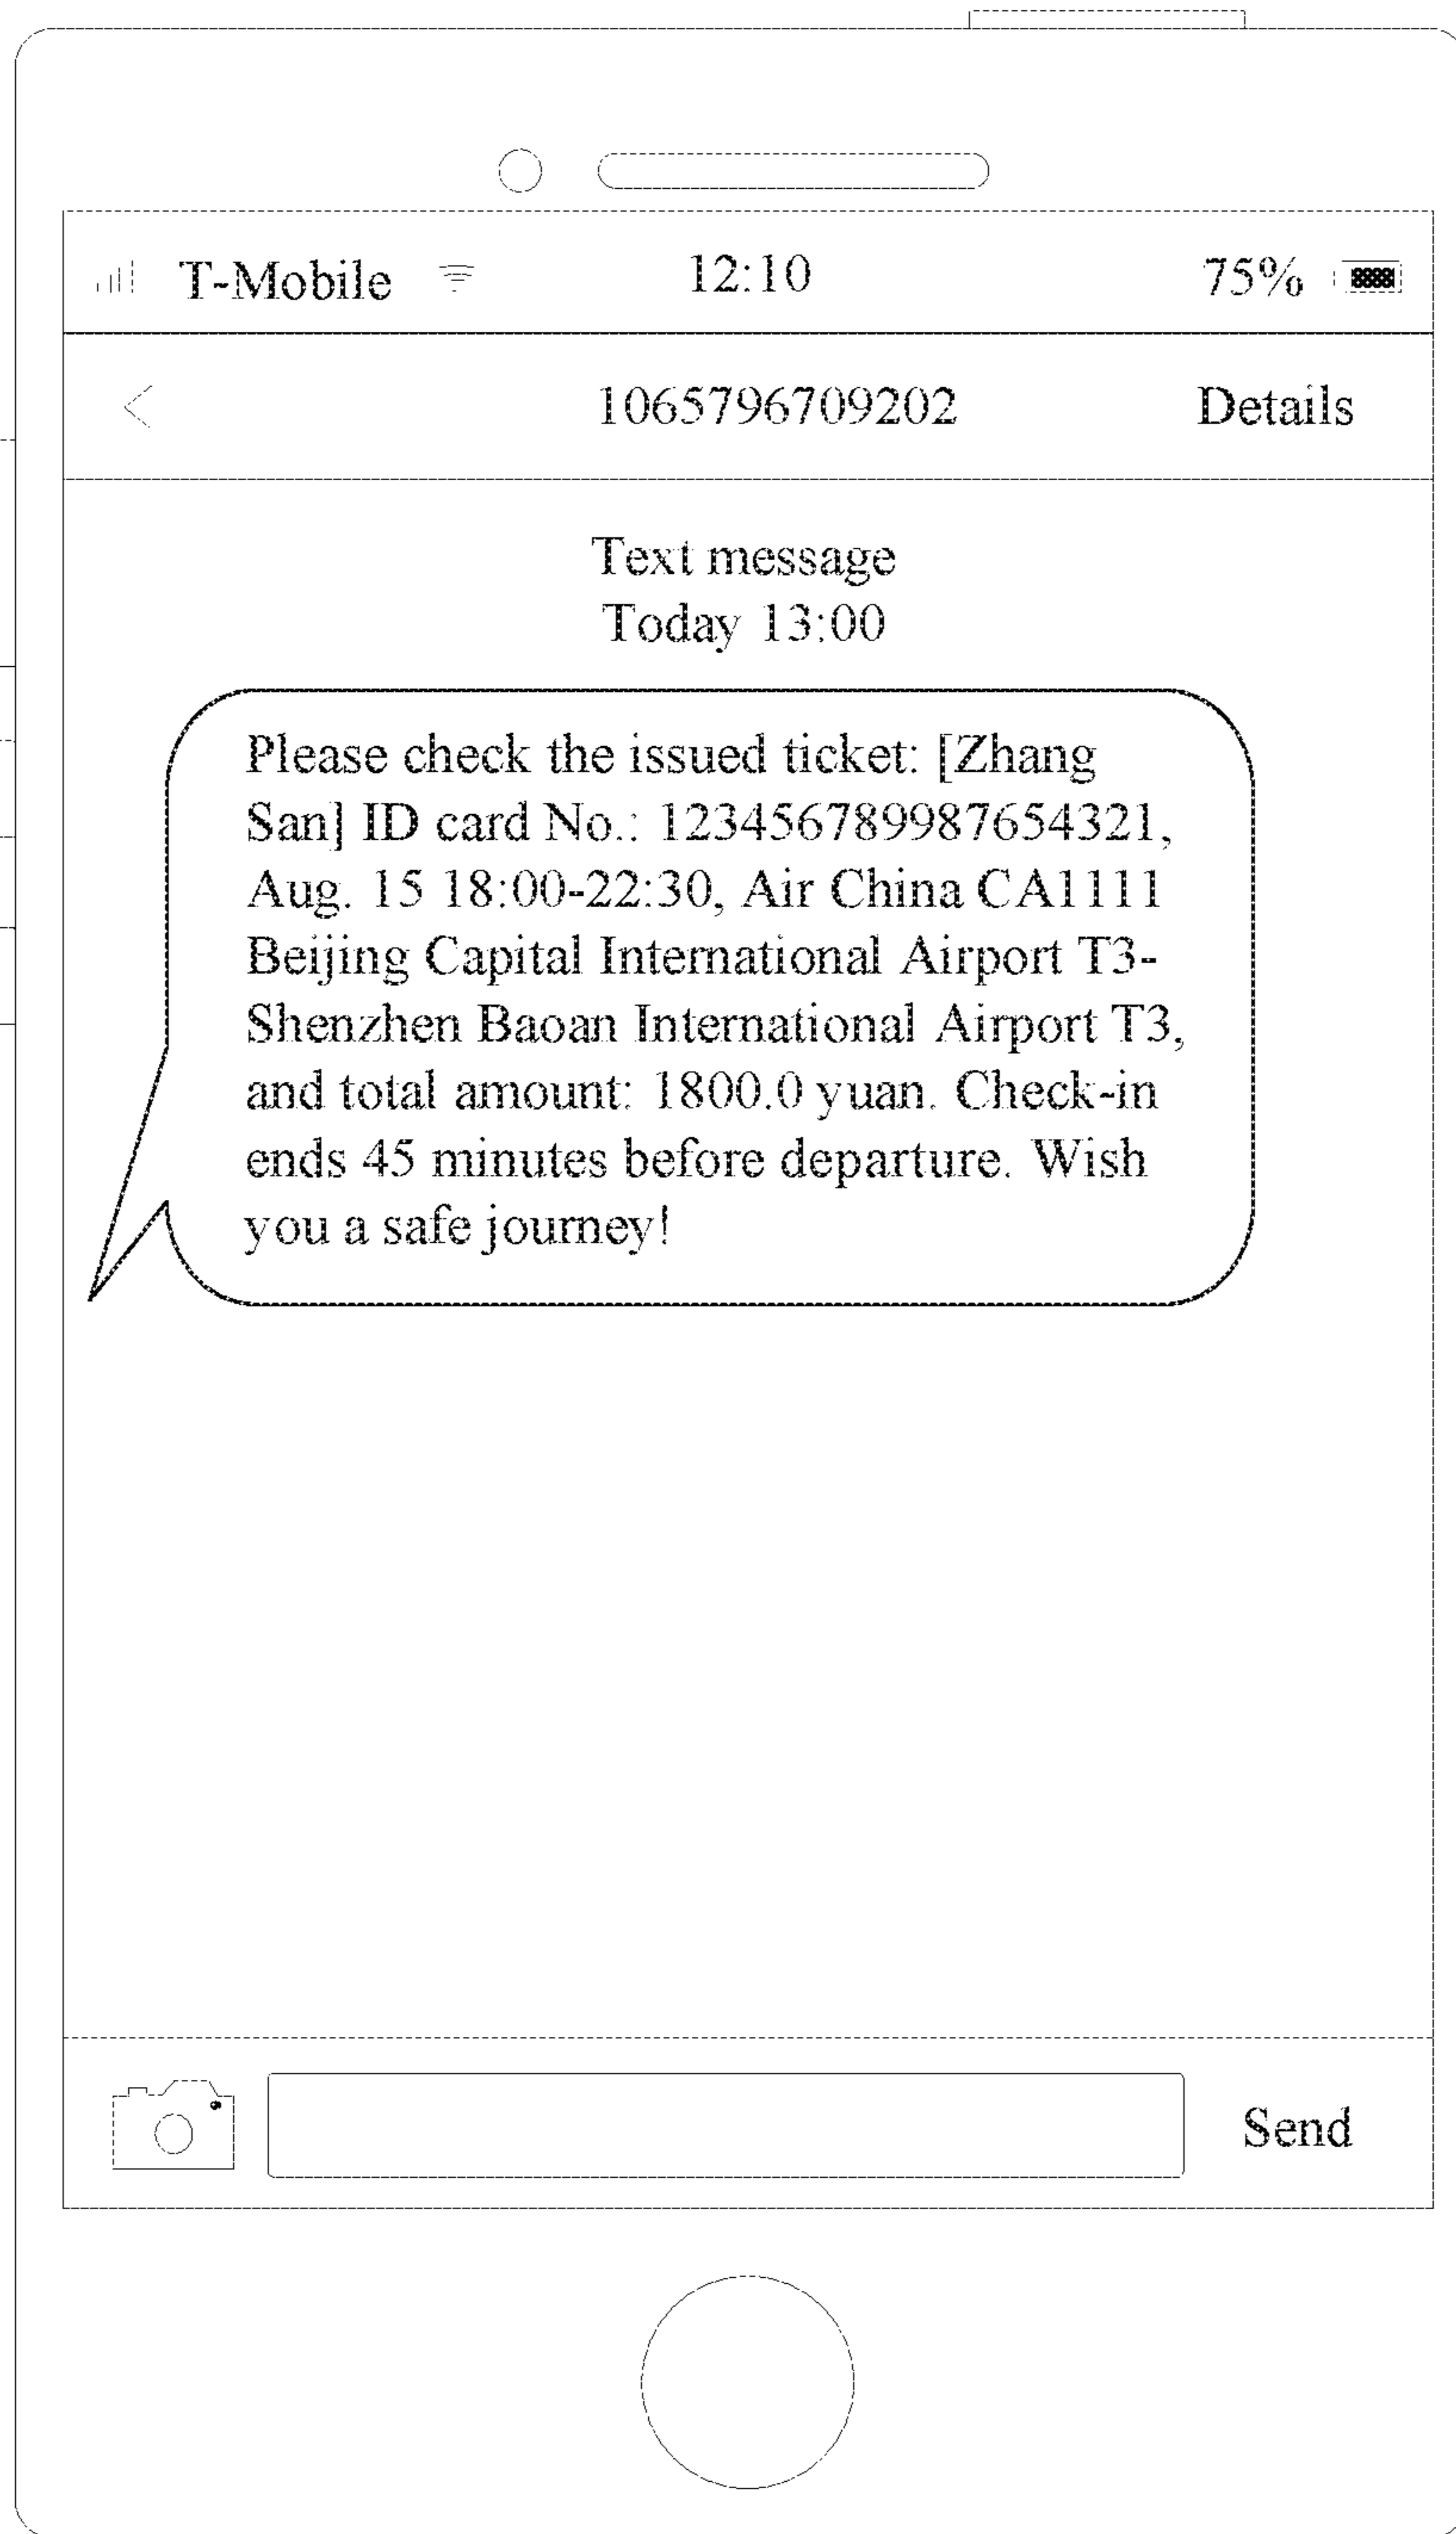 T-Mobile 12:10 75%
< 1065796709202 Details
Text message
Today 13:00
Please check the issued ticket: [Zhang
San] ID card No.: 123456789987654321,
Aug. 15 18:00-22:30, Air China CA1111
Beijing Capital International Airport T3-
Shenzhen Baoan International Airport T3,
and total amount: 1800.0 yuan. Check-in
ends 45 minutes before departure. Wish
you a safe journey!
Send